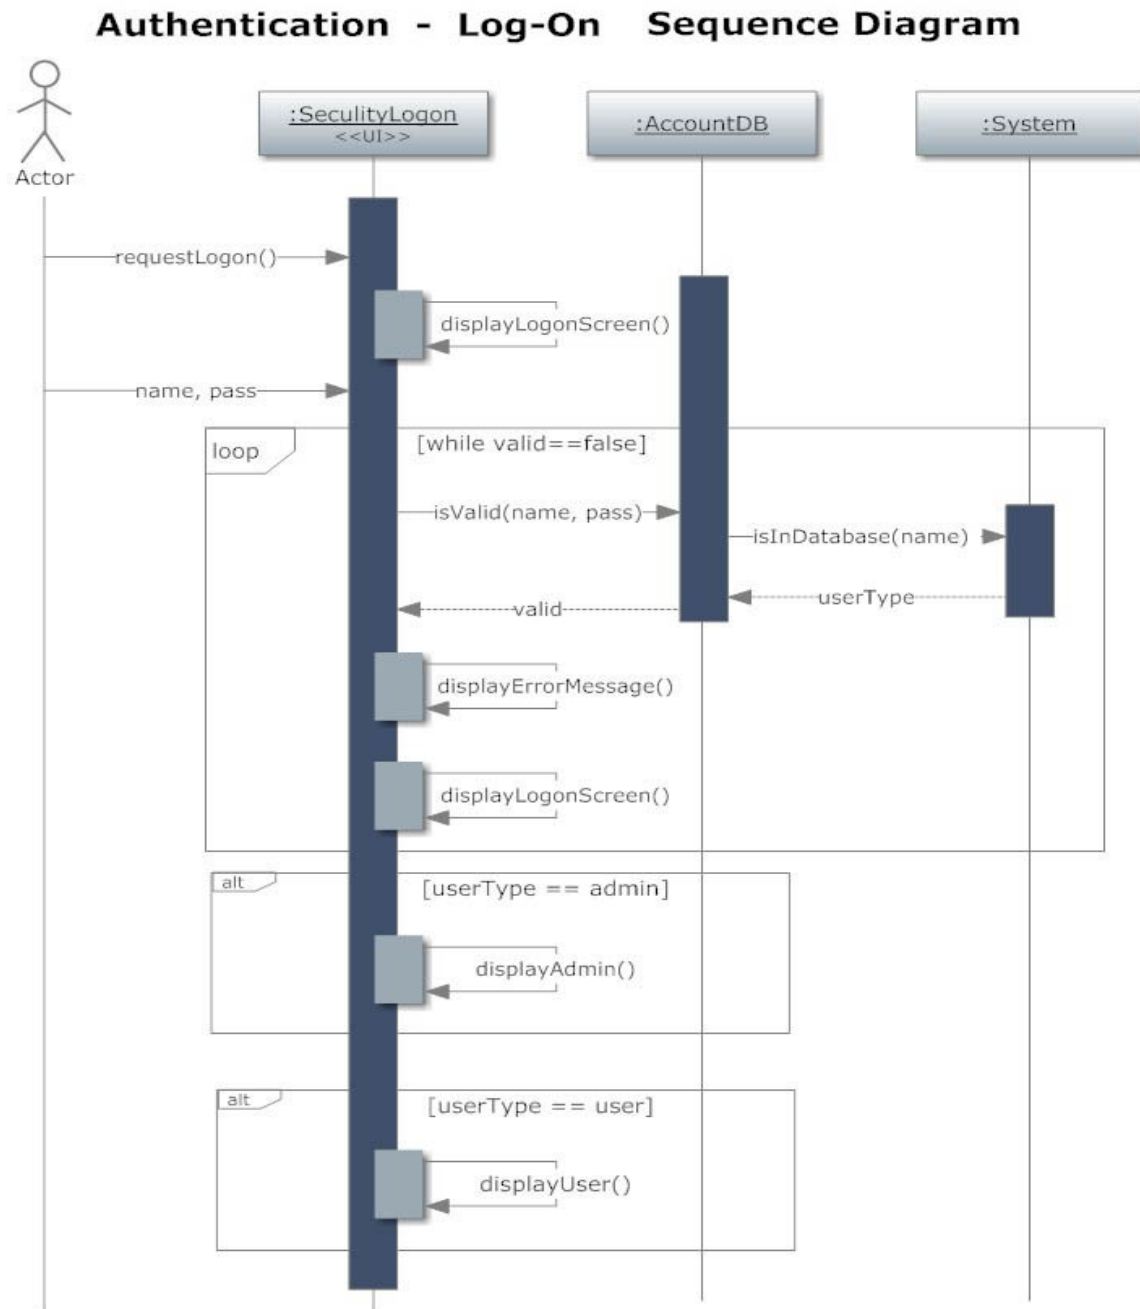 Authentication - Log-On Sequence Diagram
Actor
:SeculityLogon
<<UI>>
:AccountDB
:System
requestLogon()
displayLogonScreen()
name, pass
loop
[while valid==false]
isValid(name, pass)
isInDatabase(name)
userType
valid
displayErrorMessage()
displayLogonScreen()
alt
[userType == admin]
displayAdmin()
alt
[userType == user]
displayUser()